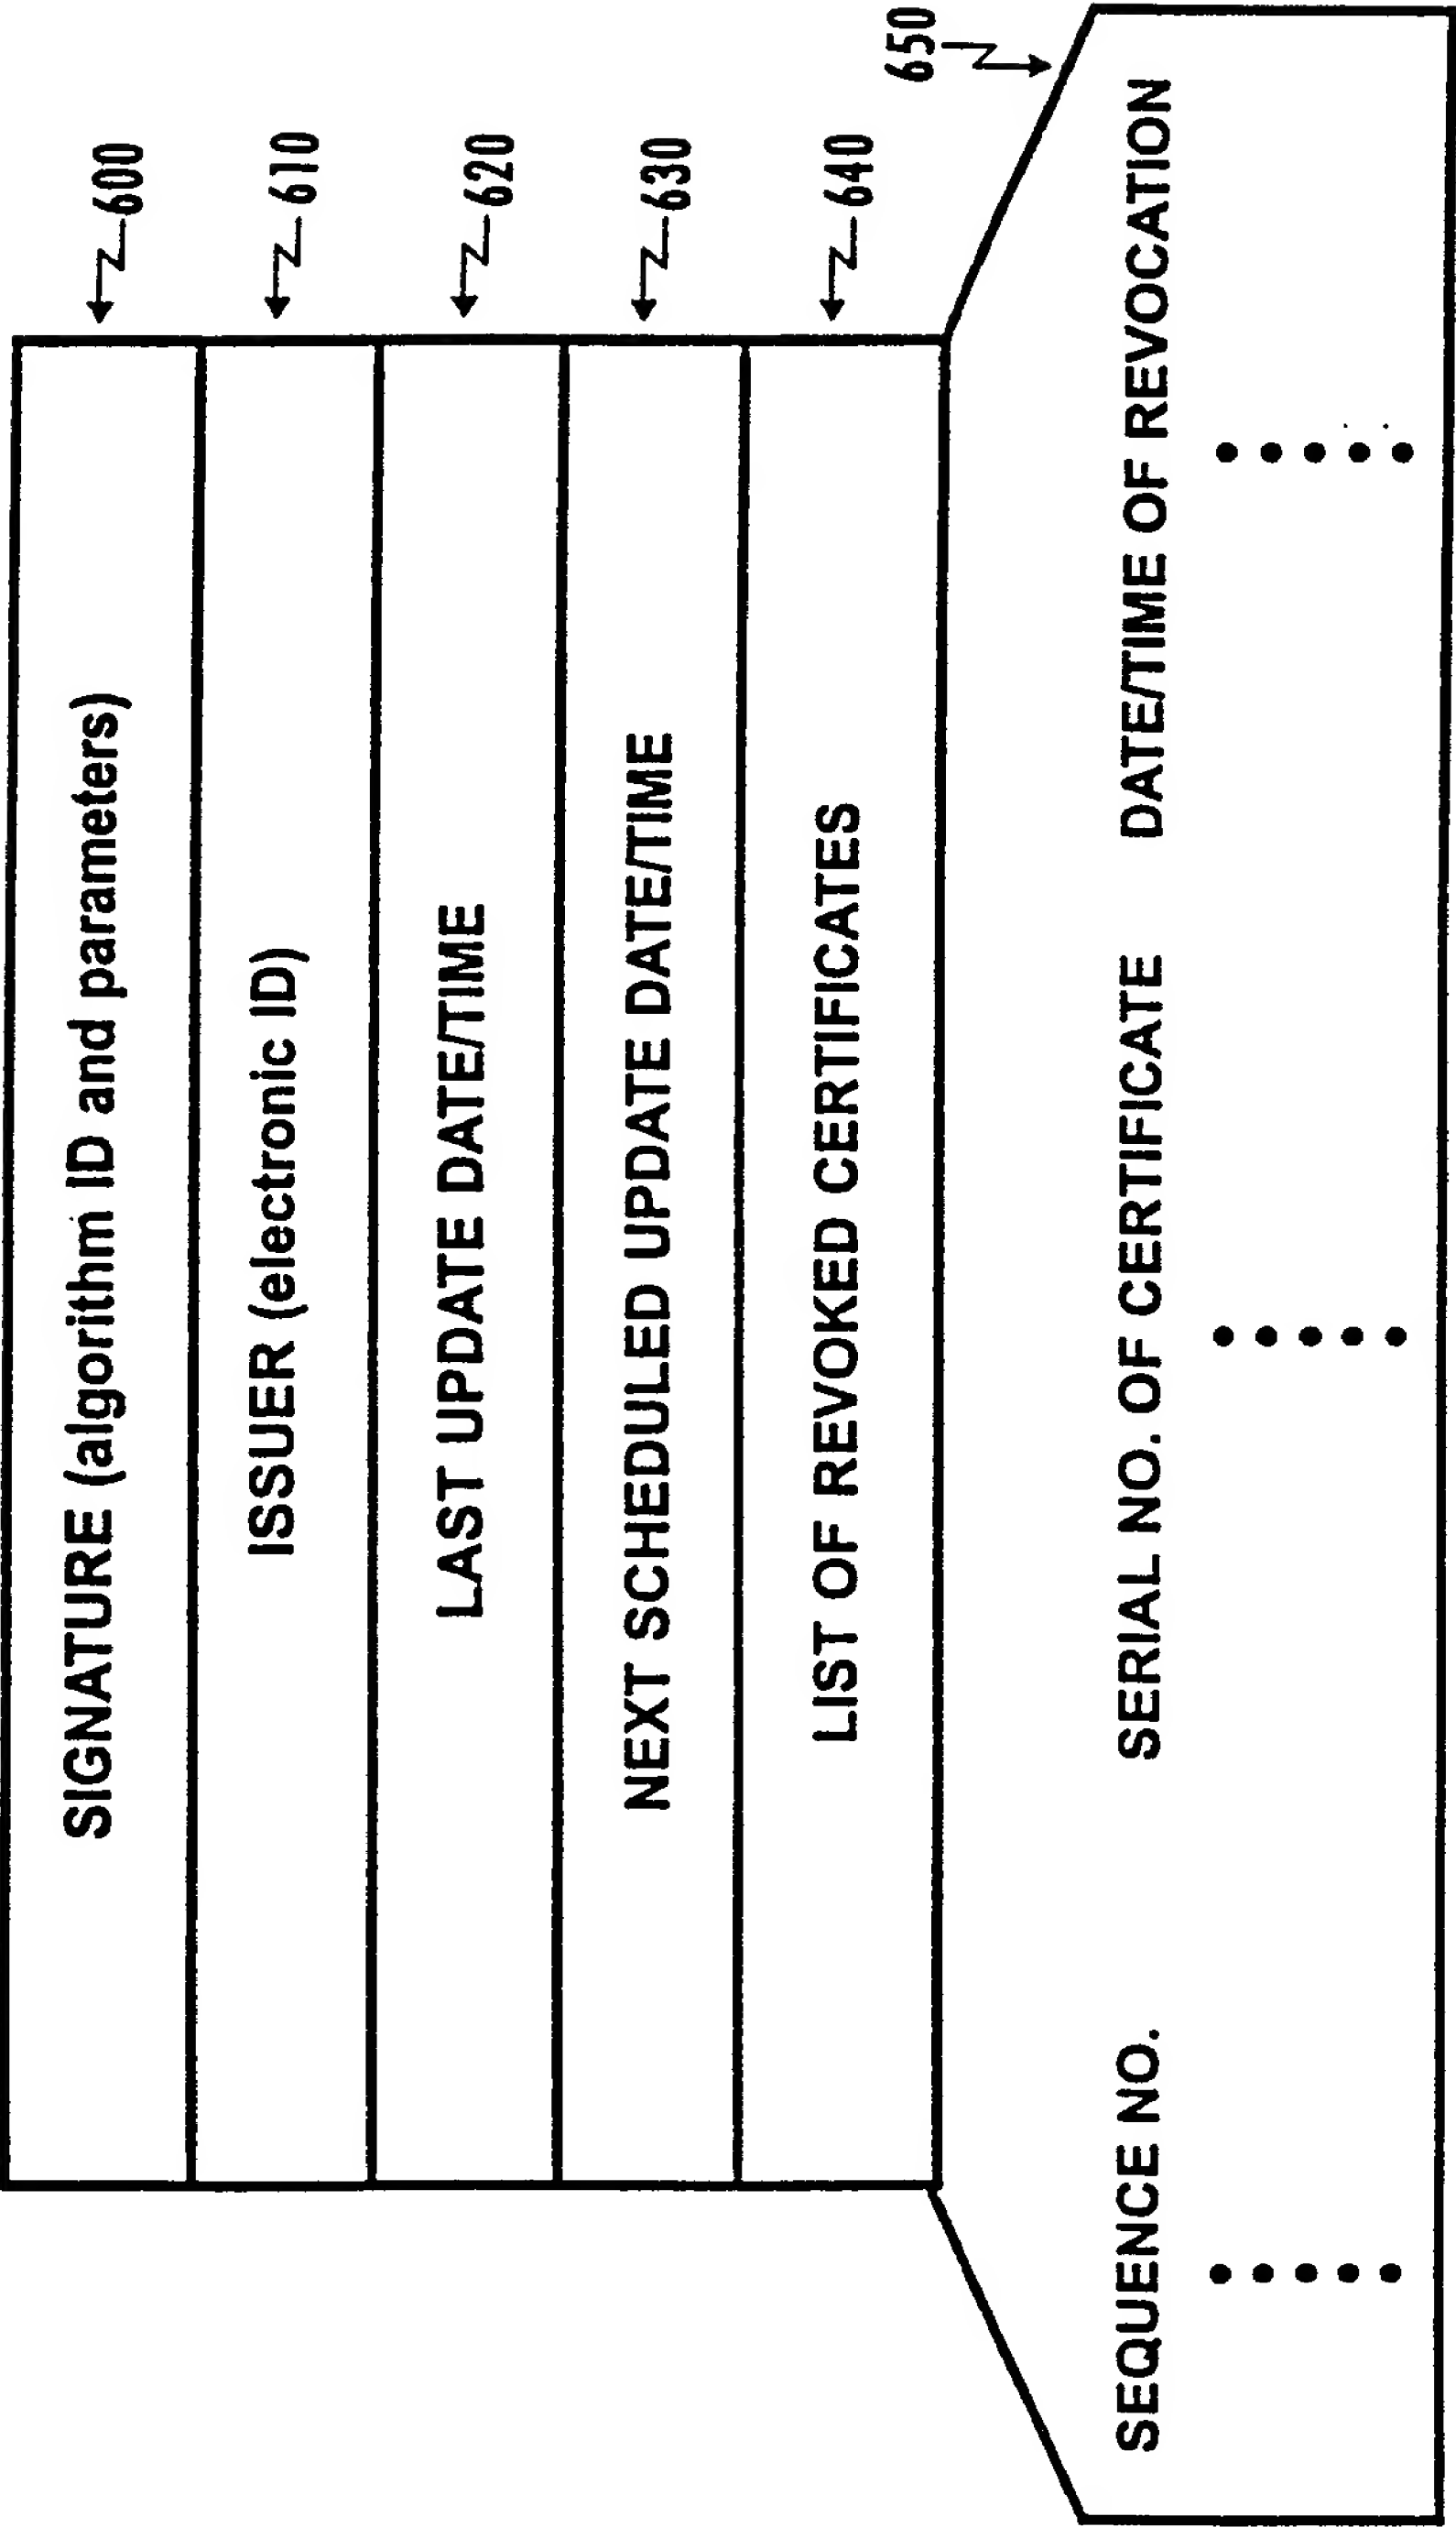 SIGNATURE (algorithm ID and parameters) 600
ISSUER (electronic ID) 610
LAST UPDATE DATE/TIME 620
NEXT SCHEDULED UPDATE DATE/TIME 630
LIST OF REVOKED CERTIFICATES 640
650
SEQUENCE NO. SERIAL NO. OF CERTIFICATE DATE/TIME OF REVOCATION